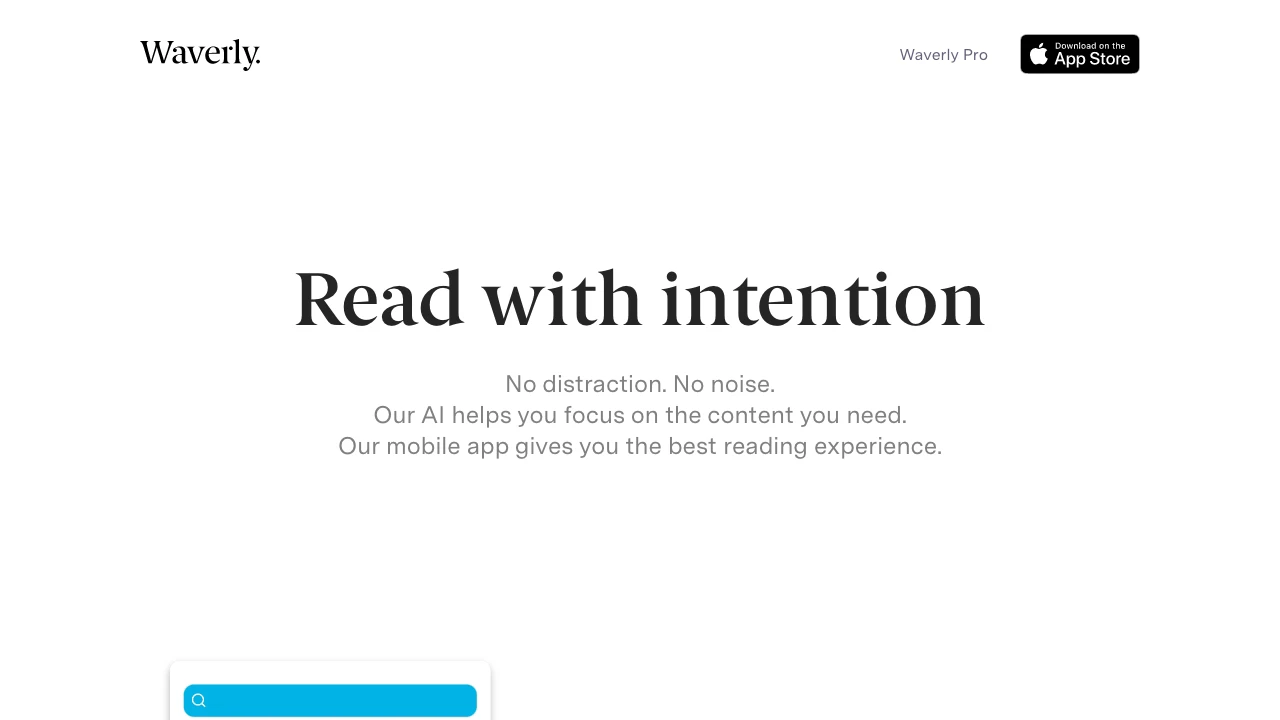 Waverly.
Waverly Pro
Download on the
App Store
Read with intention
No distraction. No noise.
Our AI helps you focus on the content you need.
Our mobile app gives you the best reading experience.